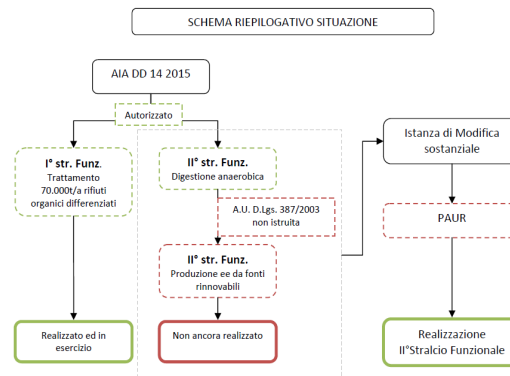 SCHEMA RIEPILOGATIVO SITUAZIONE
AIA DD 14 2015
Autorizzato
I° str. Funz.
Trattamento
70.000t/a rifiuti
organici differenziati
II° str. Funz.
Digestione anaerobica
A.U. D.Lgs. 387/2003
non istruita
II° str. Funz.
Produzione ee da fonti
rinnovabili
Realizzato ed in
esercizio
Non ancora realizzato
Istanza di Modifica
sostanziale
PAUR
Realizzazione
II°Stralcio Funzionale